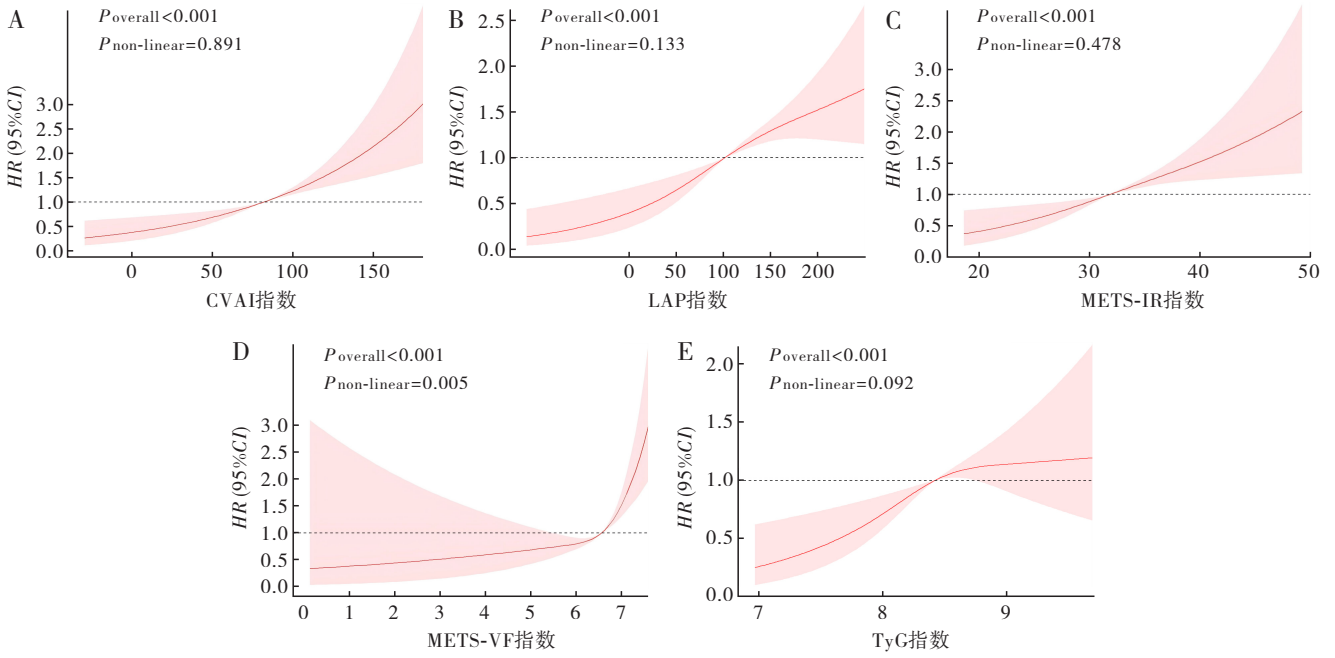 A
P overall<0.001
P non-linear=0.891
HR (95%CI)
3.0
2.5
2.0
1.5
1.0
0.5
0.0
0 50 100 150
CVAI指数
B
P overall<0.001
P non-linear=0.133
HR (95%CI)
2.5
2.0
1.5
1.0
0.5
0.0
0 50 100 150 200
LAP指数
C
P overall<0.001
P non-linear=0.478
HR (95%CI)
3.0
2.5
2.0
1.5
1.0
0.5
0.0
20 30 40 50
METS-IR指数
D
P overall<0.001
P non-linear=0.005
HR (95%CI)
3.0
2.5
2.0
1.5
1.0
0.5
0.0
0 1 2 3 4 5 6 7
METS-VF指数
E
P overall<0.001
P non-linear=0.092
HR (95%CI)
2.0
1.5
1.0
0.5
0.0
7 8 9
TyG指数